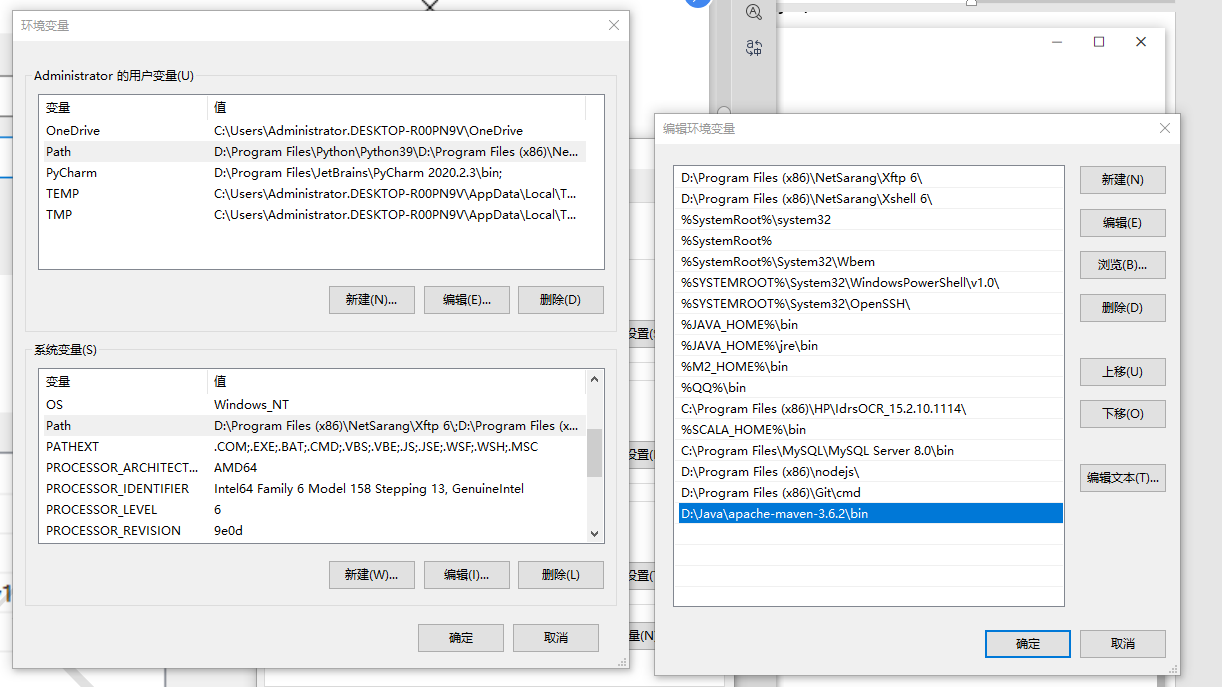 环境变量
Administrator 的用户变量(U)
变量 值
OneDrive C:\Users\Administrator.DESKTOP-R00PN9V\OneDrive
Path D:\Program Files\Python\Python39\D:\Program Files (x86)\Ne...
PyCharm D:\Program Files\JetBrains\PyCharm 2020.2.3\bin;
TEMP C:\Users\Administrator.DESKTOP-R00PN9V\AppData\Local\T...
TMP C:\Users\Administrator.DESKTOP-R00PN9V\AppData\Local\T...
新建(N)... 编辑(E)... 删除(D)
系统变量(S)
变量 值
OS Windows_NT
Path D:\Program Files (x86)\NetSarang\Xftp 6\;D:\Program Files (x...
PATHEXT .COM;.EXE;.BAT;.CMD;.VBS;.VBE;.JS;.JSE;.WSF;.WSH;.MSC
PROCESSOR_ARCHITECT... AMD64
PROCESSOR_IDENTIFIER Intel64 Family 6 Model 158 Stepping 13, GenuineIntel
PROCESSOR_LEVEL 6
PROCESSOR_REVISION 9e0d
新建(W)... 编辑(I)... 删除(L)
确定 取消
编辑环境变量
D:\Program Files (x86)\NetSarang\Xftp 6\
D:\Program Files (x86)\NetSarang\Xshell 6\
%SystemRoot%\system32
%SystemRoot%
%SystemRoot%\System32\Wbem
%SYSTEMROOT%\System32\WindowsPowerShell\v1.0\
%SYSTEMROOT%\System32\OpenSSH\
%JAVA_HOME%\bin
%JAVA_HOME%\jre\bin
%M2_HOME%\bin
%QQ%\bin
C:\Program Files (x86)\HP\IdrsOCR_15.2.10.1114\
%SCALA_HOME%\bin
C:\Program Files\MySQL\MySQL Server 8.0\bin
D:\Program Files (x86)\nodejs\
D:\Program Files (x86)\Git\cmd
D:\Java\apache-maven-3.6.2\bin
新建(N)
编辑(E)
浏览(B)...
删除(D)
上移(U)
下移(O)
编辑文本(T)...
确定 取消